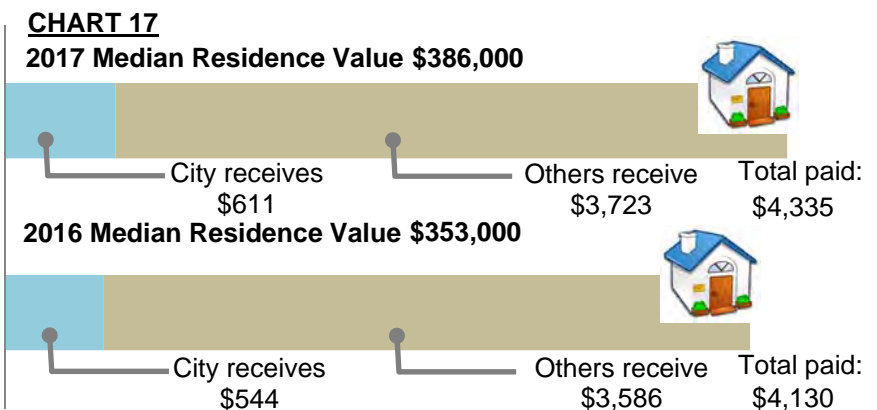 CHART 17
2017 Median Residence Value $386,000
City receives
$611
Others receive
$3,723
Total paid:
$4,335
2016 Median Residence Value $353,000
City receives
$544
Others receive
$3,586
Total paid:
$4,130